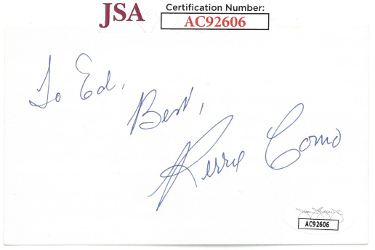 JSA
Certification Number:
AC92606
To Ed,
Best,
Perry Como
AC92606